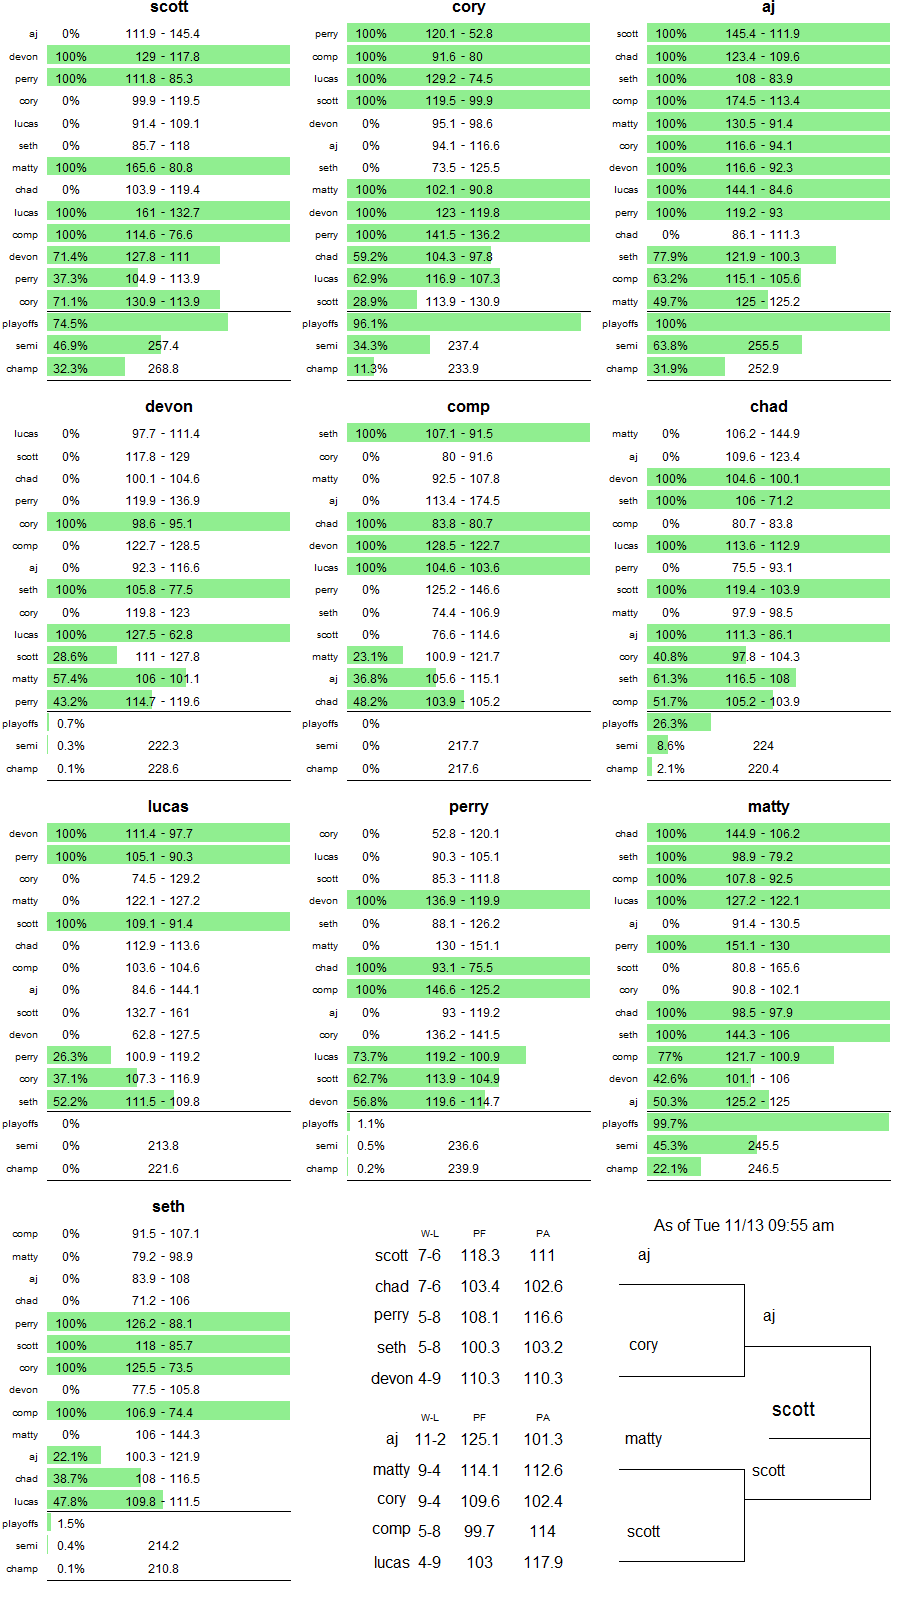 scott cory aj
aj 0% 111.9 - 145.4 perry 100% 120.1 - 52.8 scott 100% 145.4 - 111.9
devon 100% 129 - 117.8 comp 100% 91.6 - 80 chad 100% 123.4 - 109.6
perry 100% 111.8 - 85.3 lucas 100% 129.2 - 74.5 seth 100% 108 - 83.9
cory 0% 99.9 - 119.5 scott 100% 119.5 - 99.9 comp 100% 174.5 - 113.4
lucas 0% 91.4 - 109.1 devon 0% 95.1 - 98.6 matty 100% 130.5 - 91.4
seth 0% 85.7 - 118 aj 0% 94.1 - 116.6 cory 100% 116.6 - 94.1
matty 100% 165.6 - 80.8 seth 0% 73.5 - 125.5 devon 100% 116.6 - 92.3
chad 0% 103.9 - 119.4 matty 100% 102.1 - 90.8 lucas 100% 144.1 - 84.6
lucas 100% 161 - 132.7 devon 100% 123 - 119.8 perry 100% 119.2 - 93
comp 100% 114.6 - 76.6 perry 100% 141.5 - 136.2 chad 0% 86.1 - 111.3
devon 71.4% 127.8 - 111 chad 59.2% 104.3 - 97.8 seth 77.9% 121.9 - 100.3
perry 37.3% 104.9 - 113.9 lucas 62.9% 116.9 - 107.3 comp 63.2% 115.1 - 105.6
cory 71.1% 130.9 - 113.9 scott 28.9% 113.9 - 130.9 matty 49.7% 125 - 125.2
playoffs 74.5% playoffs 96.1% playoffs 100%
semi 46.9% 257.4 semi 34.3% 237.4 semi 63.8% 255.5
champ 32.3% 268.8 champ 11.3% 233.9 champ 31.9% 252.9
devon comp chad
lucas 0% 97.7 - 111.4 seth 100% 107.1 - 91.5 matty 0% 106.2 - 144.9
scott 0% 117.8 - 129 cory 0% 80 - 91.6 aj 0% 109.6 - 123.4
chad 0% 100.1 - 104.6 matty 0% 92.5 - 107.8 devon 100% 104.6 - 100.1
perry 0% 119.9 - 136.9 aj 0% 113.4 - 174.5 seth 100% 106 - 71.2
cory 100% 98.6 - 95.1 chad 100% 83.8 - 80.7 comp 0% 80.7 - 83.8
comp 0% 122.7 - 128.5 devon 100% 128.5 - 122.7 lucas 100% 113.6 - 112.9
aj 0% 92.3 - 116.6 lucas 100% 104.6 - 103.6 perry 0% 75.5 - 93.1
seth 100% 105.8 - 77.5 perry 0% 125.2 - 146.6 scott 100% 119.4 - 103.9
cory 0% 119.8 - 123 seth 0% 74.4 - 106.9 matty 0% 97.9 - 98.5
lucas 100% 127.5 - 62.8 scott 0% 76.6 - 114.6 aj 100% 111.3 - 86.1
scott 28.6% 111 - 127.8 matty 23.1% 100.9 - 121.7 cory 40.8% 97.8 - 104.3
matty 57.4% 106 - 101.1 aj 36.8% 105.6 - 115.1 seth 61.3% 116.5 - 108
perry 43.2% 114.7 - 119.6 chad 48.2% 103.9 - 105.2 comp 51.7% 105.2 - 103.9
playoffs 0.7% playoffs 0% playoffs 26.3%
semi 0.3% 222.3 semi 0% 217.7 semi 8.6% 224
champ 0.1% 228.6 champ 0% 217.6 champ 2.1% 220.4
lucas perry matty
devon 100% 111.4 - 97.7 cory 0% 52.8 - 120.1 chad 100% 144.9 - 106.2
perry 100% 105.1 - 90.3 lucas 0% 90.3 - 105.1 seth 100% 98.9 - 79.2
cory 0% 74.5 - 129.2 scott 0% 85.3 - 111.8 comp 100% 107.8 - 92.5
matty 0% 122.1 - 127.2 devon 100% 136.9 - 119.9 lucas 100% 127.2 - 122.1
scott 100% 109.1 - 91.4 seth 0% 88.1 - 126.2 aj 0% 91.4 - 130.5
chad 0% 112.9 - 113.6 matty 0% 130 - 151.1 perry 100% 151.1 - 130
comp 0% 103.6 - 104.6 chad 100% 93.1 - 75.5 scott 0% 80.8 - 165.6
aj 0% 84.6 - 144.1 comp 100% 146.6 - 125.2 cory 0% 90.8 - 102.1
scott 0% 132.7 - 161 aj 0% 93 - 119.2 chad 100% 98.5 - 97.9
devon 0% 62.8 - 127.5 cory 0% 136.2 - 141.5 seth 100% 144.3 - 106
perry 26.3% 100.9 - 119.2 lucas 73.7% 119.2 - 100.9 comp 77% 121.7 - 100.9
cory 37.1% 107.3 - 116.9 scott 62.7% 113.9 - 104.9 devon 42.6% 101.1 - 106
seth 52.2% 111.5 - 109.8 devon 56.8% 119.6 - 114.7 aj 50.3% 125.2 - 125
playoffs 0% playoffs 1.1% playoffs 99.7%
semi 0% 213.8 semi 0.5% 236.6 semi 45.3% 245.5
champ 0% 221.6 champ 0.2% 239.9 champ 22.1% 246.5
seth
comp 0% 91.5 - 107.1
matty 0% 79.2 - 98.9
aj 0% 83.9 - 108
chad 0% 71.2 - 106
perry 100% 126.2 - 88.1
scott 100% 118 - 85.7
cory 100% 125.5 - 73.5
devon 0% 77.5 - 105.8
comp 100% 106.9 - 74.4
matty 0% 106 - 144.3
aj 22.1% 100.3 - 121.9
chad 38.7% 108 - 116.5
lucas 47.8% 109.8 - 111.5
playoffs 1.5%
semi 0.4% 214.2
champ 0.1% 210.8
W-L PF PA
scott 7-6 118.3 111
chad 7-6 103.4 102.6
perry 5-8 108.1 116.6
seth 5-8 100.3 103.2
devon 4-9 110.3 110.3
W-L PF PA
aj 11-2 125.1 101.3
matty 9-4 114.1 112.6
cory 9-4 109.6 102.4
comp 5-8 99.7 114
lucas 4-9 103 117.9
As of Tue 11/13 09:55 am
aj
aj
cory
scott
matty
scott
scott